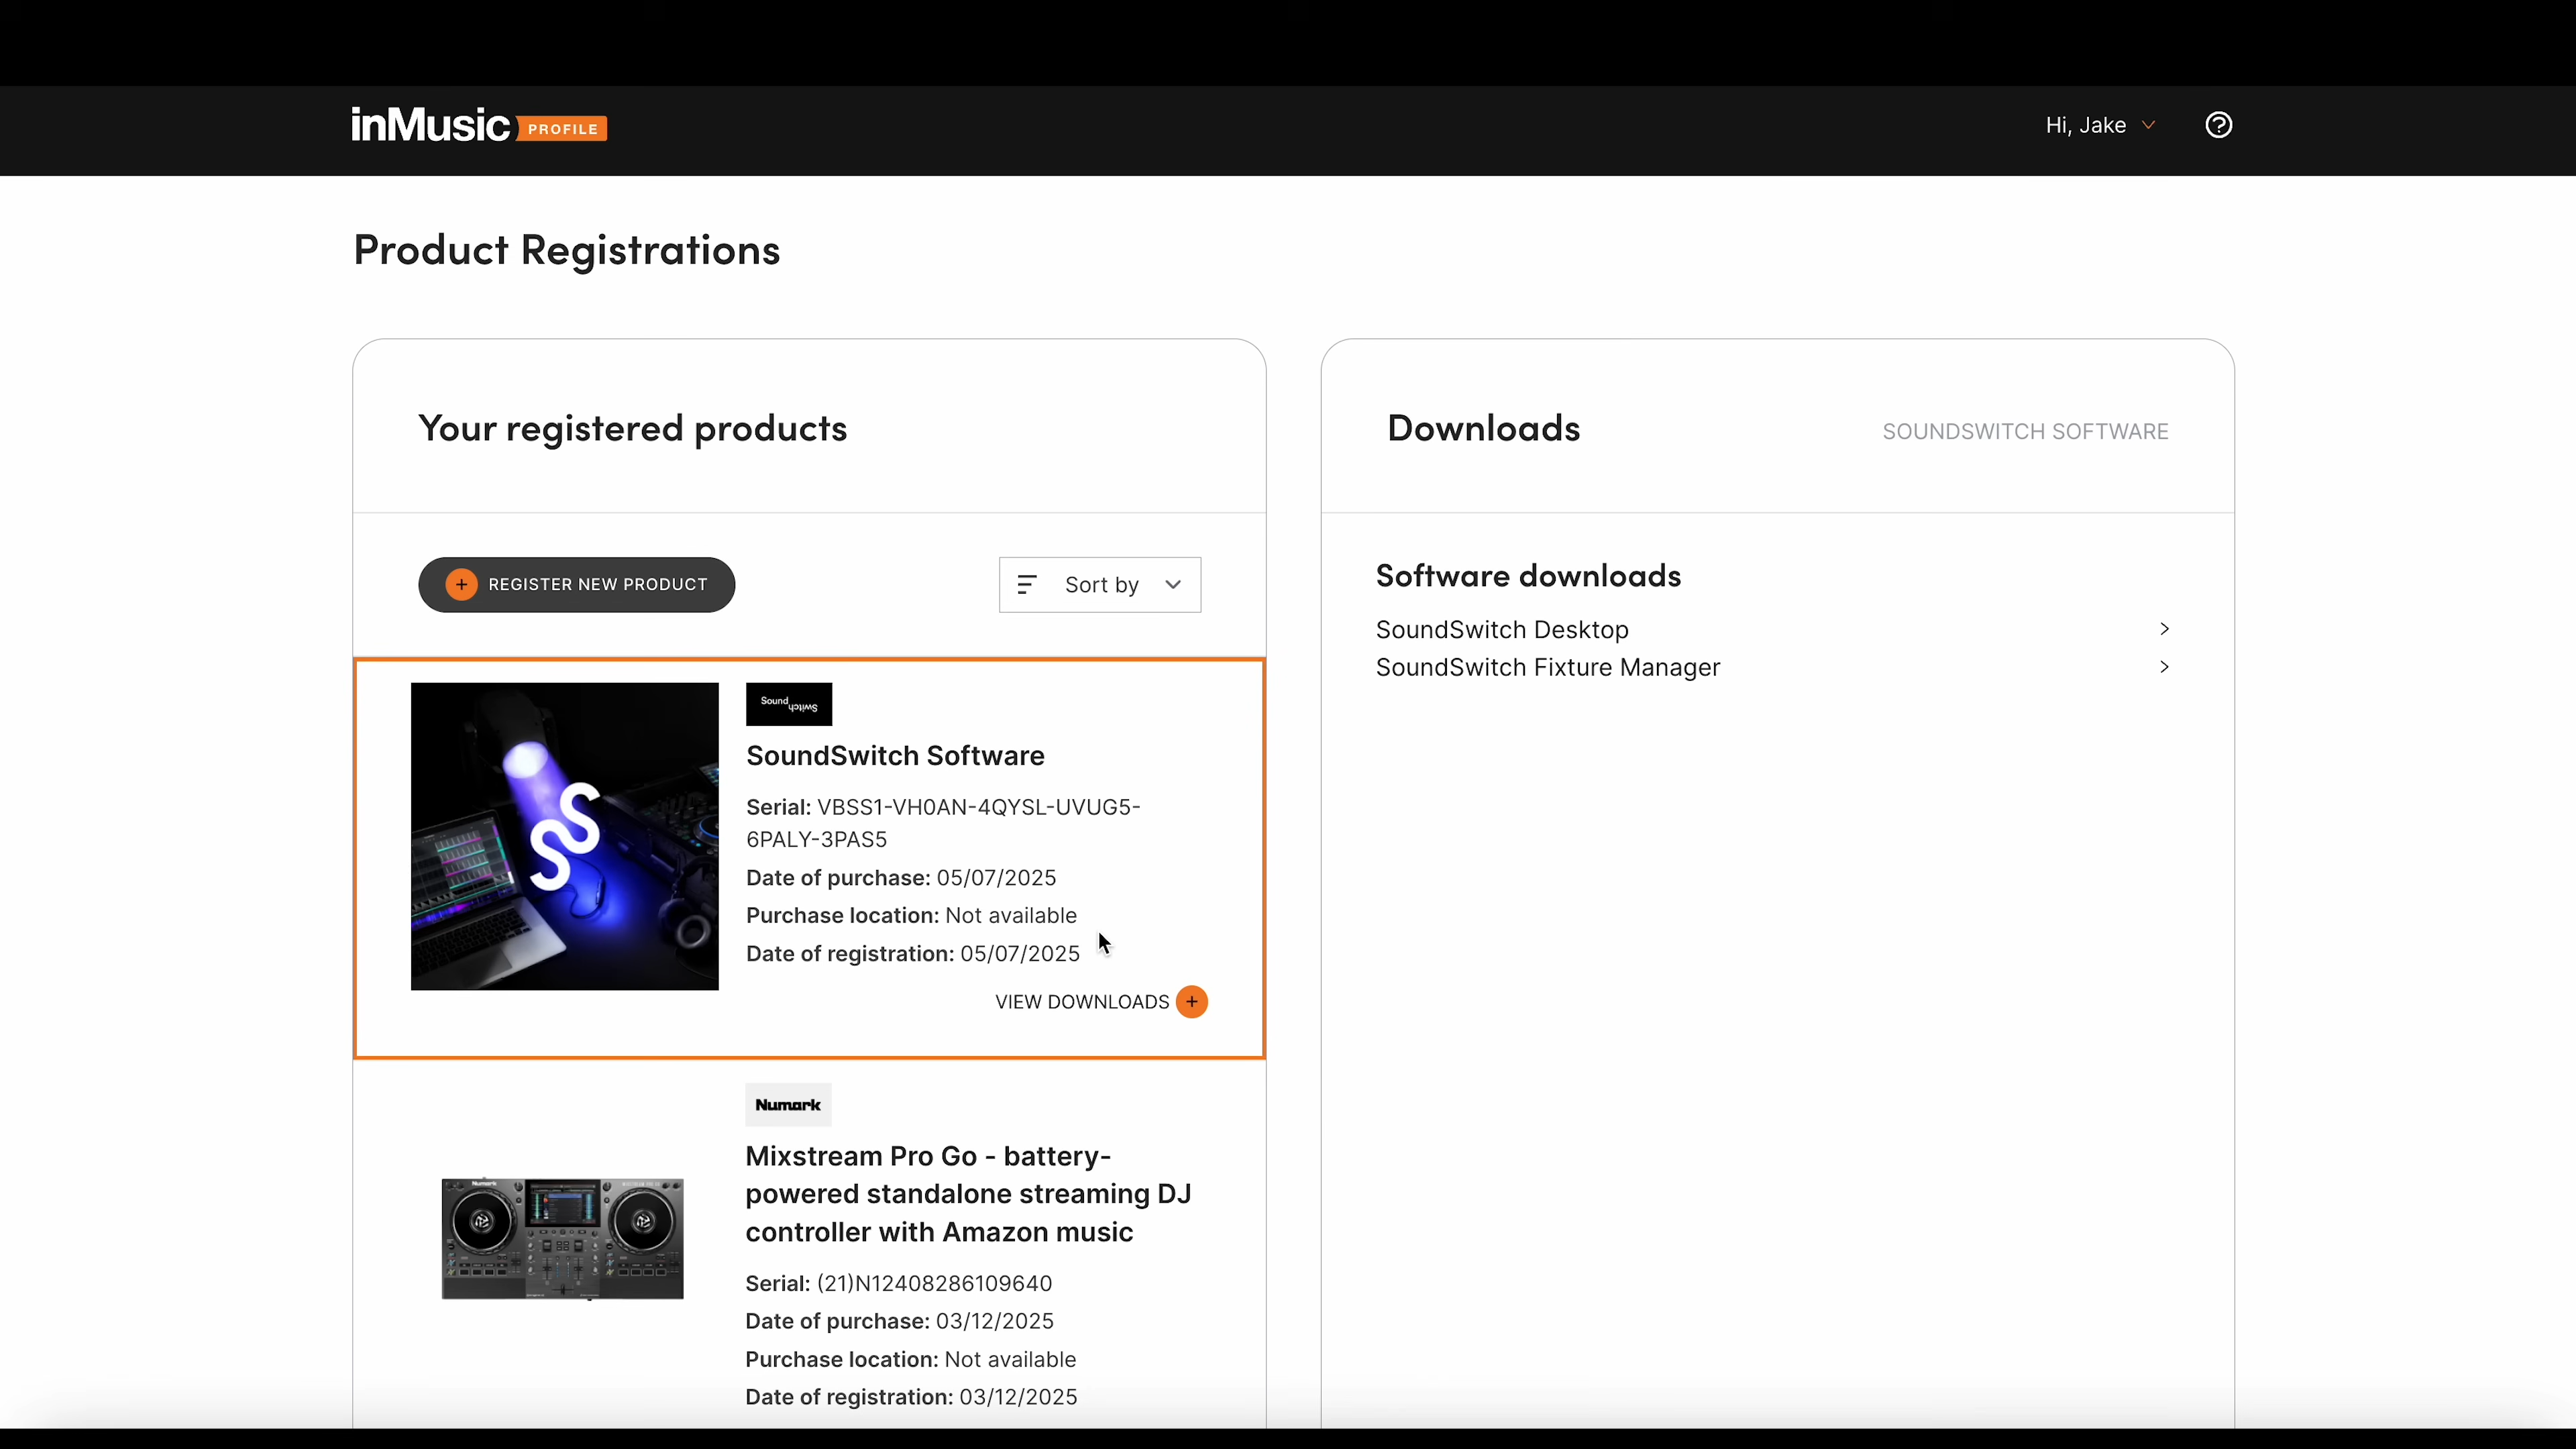 inMusic PROFILE
Hi, Jake
Product Registrations
Your registered products
REGISTER NEW PRODUCT
Sort by
SoundSwitch
SoundSwitch Software
Serial: VBSS1-VH0AN-4QYSL-UVUG5-
6PALY-3PAS5
Date of purchase: 05/07/2025
Purchase location: Not available
Date of registration: 05/07/2025
VIEW DOWNLOADS
Numark
Mixstream Pro Go - battery-
powered standalone streaming DJ
controller with Amazon music
Serial: (21)N12408286109640
Date of purchase: 03/12/2025
Purchase location: Not available
Date of registration: 03/12/2025
Downloads
SOUNDSWITCH SOFTWARE
Software downloads
SoundSwitch Desktop
SoundSwitch Fixture Manager